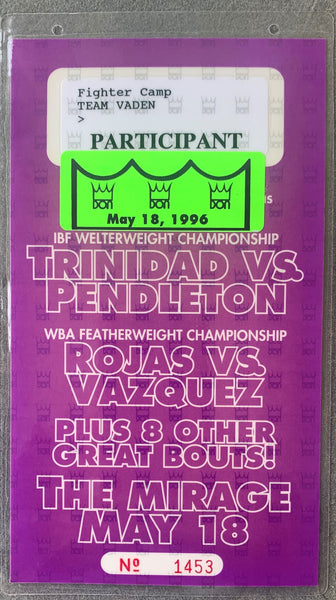 Fighter Camp
TEAM VADEN
>
PARTICIPANT
DON DON
May 18, 1996
IBF WELTERWEIGHT CHAMPIONSHIP
TRINIDAD VS.
PENDLETON
WBA FEATHERWEIGHT CHAMPIONSHIP
ROJAS VS.
VAZQUEZ
PLUS 8 OTHER
GREAT BOUTS!
THE MIRAGE
MAY 18
Nº 1453